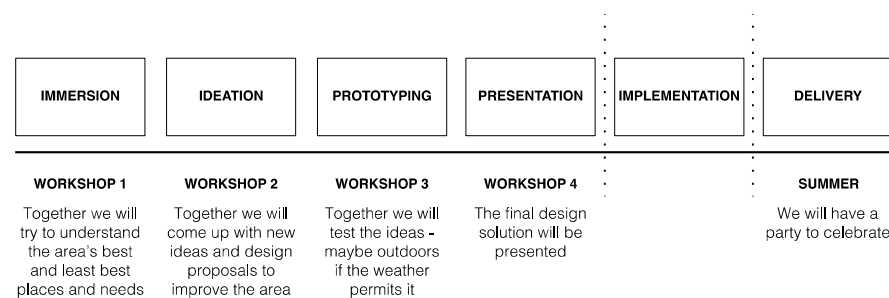 IMMERSION
IDEATION
PROTOTYPING
PRESENTATION
IMPLEMENTATION
DELIVERY
WORKSHOP 1
Together we will
try to understand
the area's best
and least best
places and needs
WORKSHOP 2
Together we will
come up with new
ideas and design
proposals to
improve the area
WORKSHOP 3
Together we will
test the ideas -
maybe outdoors
if the weather
permits it
WORKSHOP 4
The final design
solution will be
presented
SUMMER
We will have a
party to celebrate